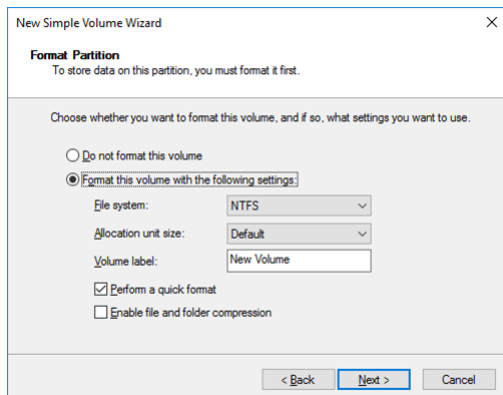 New Simple Volume Wizard
Format Partition
To store data on this partition, you must format it first.
Choose whether you want to format this volume, and if so, what settings you want to use.
Do not format this volume
Format this volume with the following settings:
File system: NTFS
Allocation unit size: Default
Volume label: New Volume
Perform a quick format
Enable file and folder compression
< Back Next > Cancel